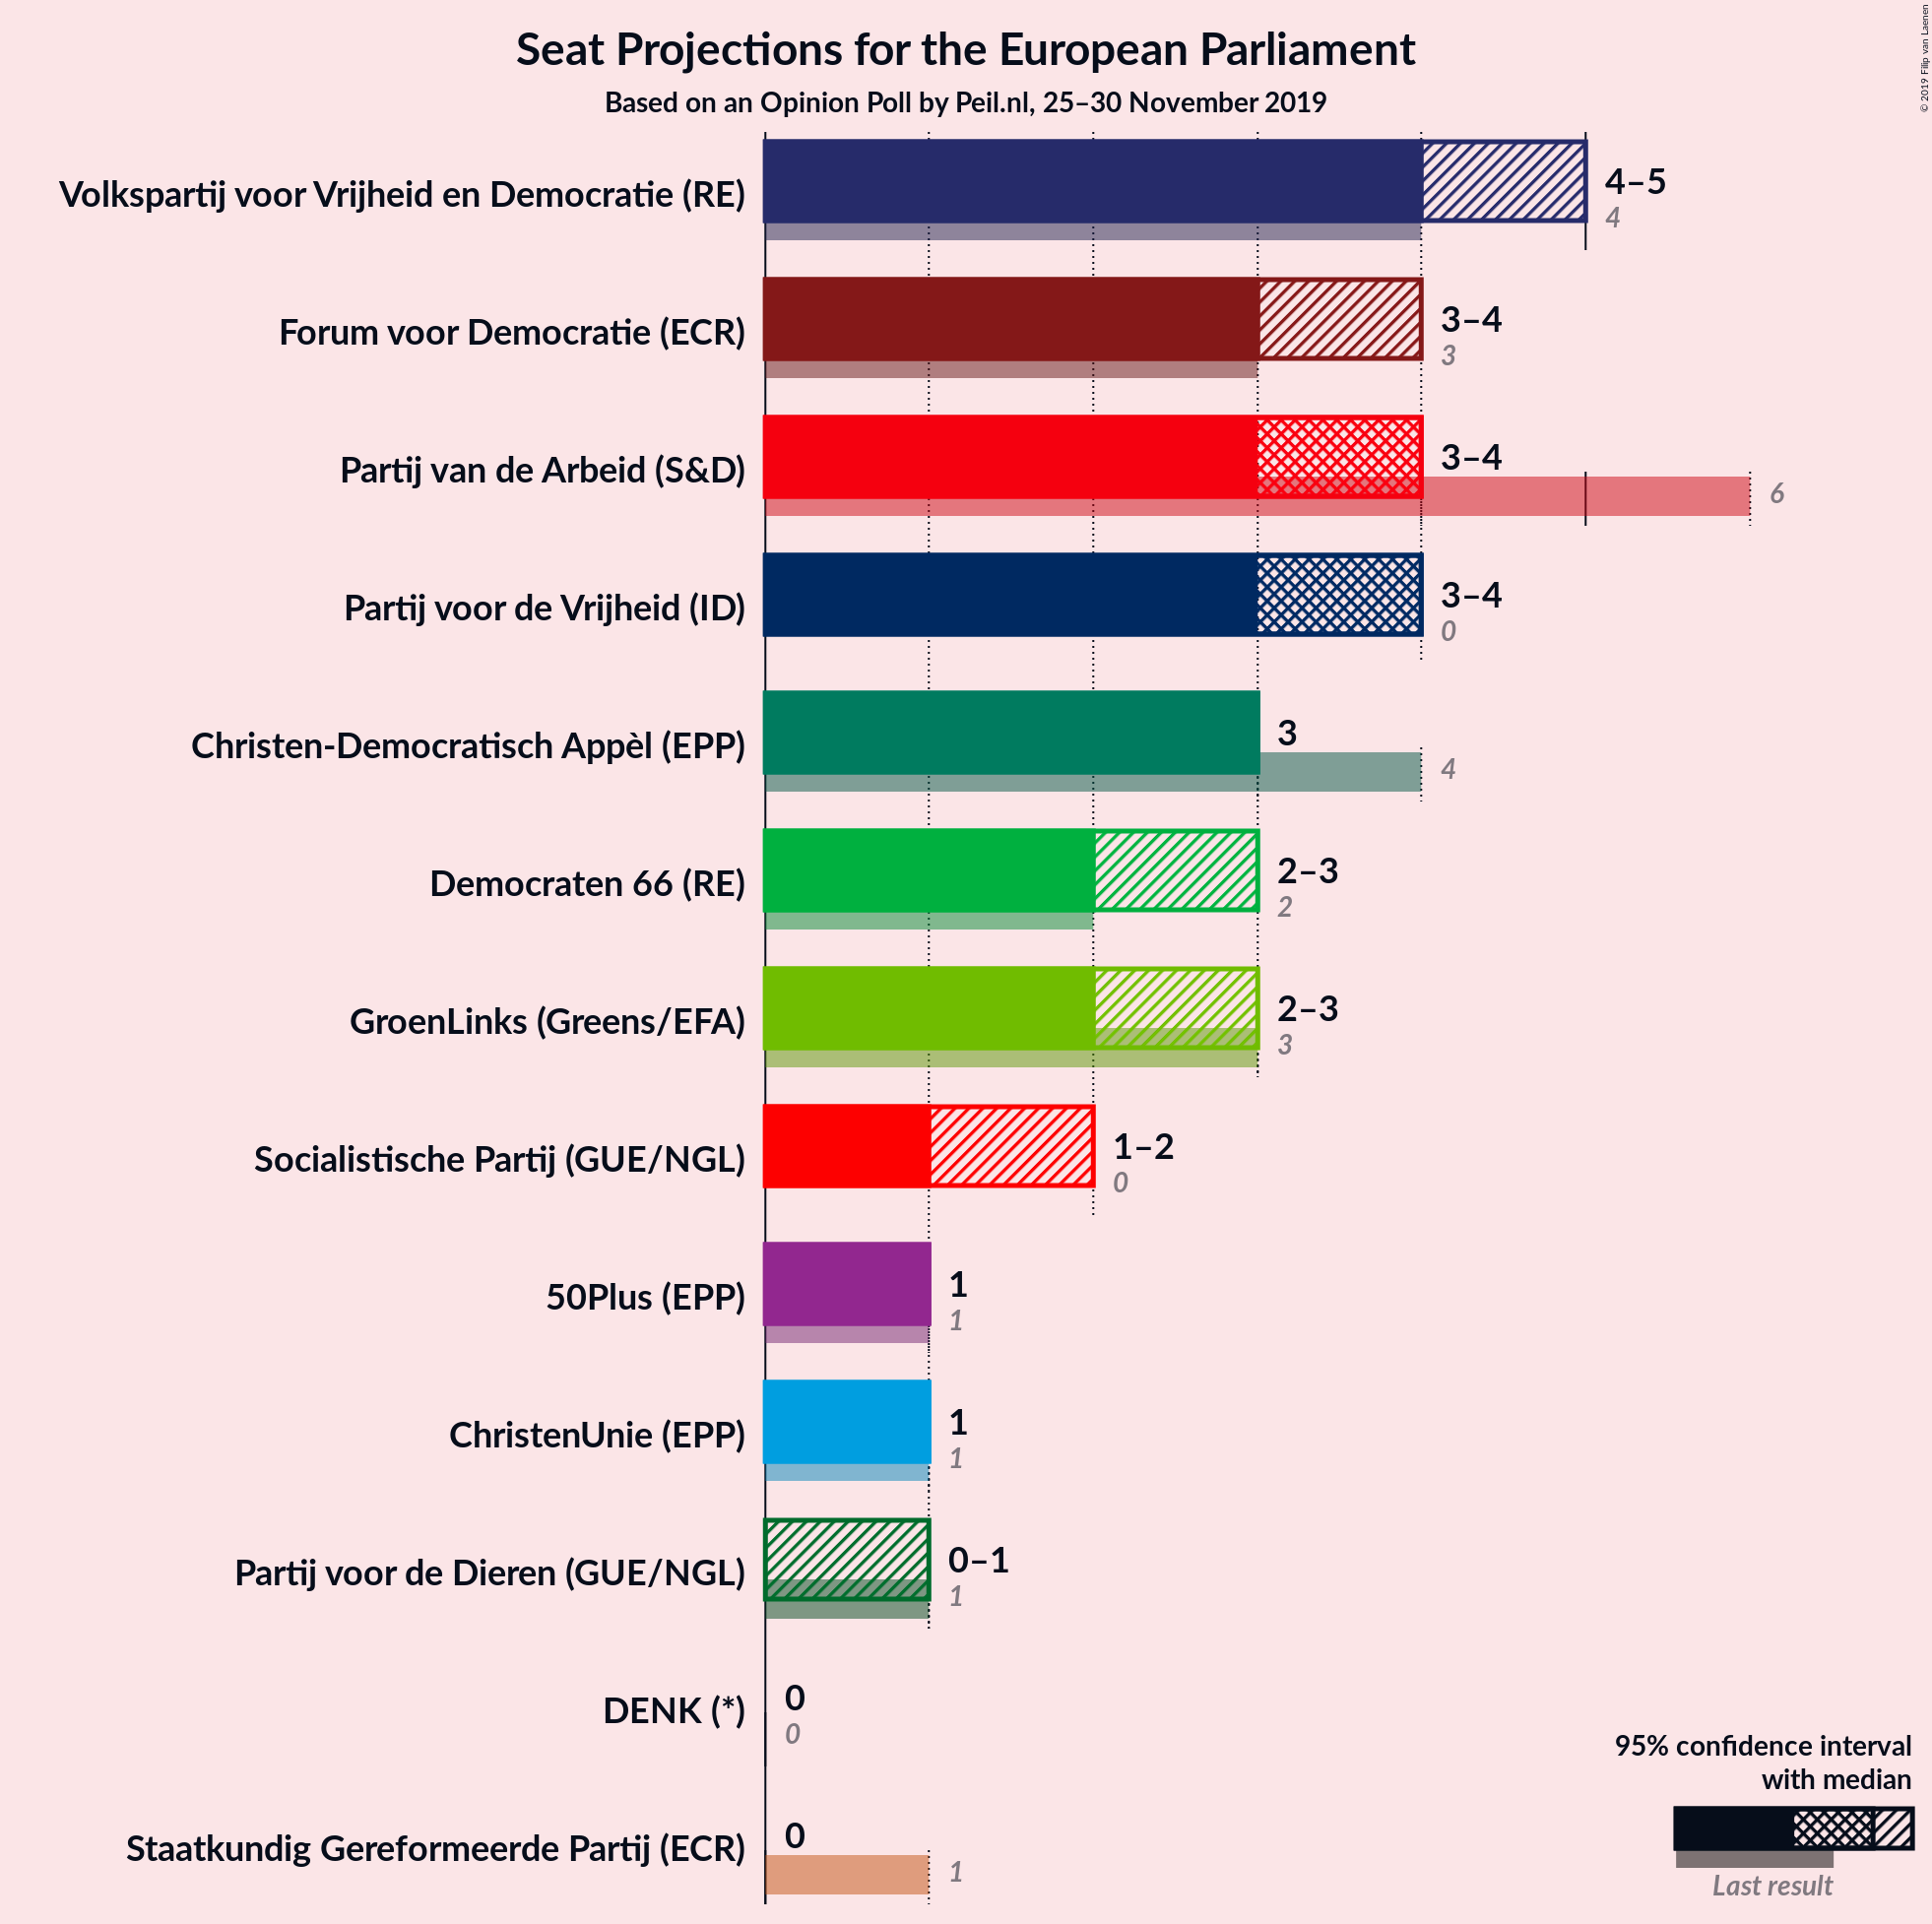 Seat Projections for the European Parliament
Based on an Opinion Poll by Peil.nl, 25–30 November 2019
© 2019 Filip van Laenen
Volkspartij voor Vrijheid en Democratie (RE)
4–5
4
Forum voor Democratie (ECR)
3–4
3
Partij van de Arbeid (S&D)
3–4
6
Partij voor de Vrijheid (ID)
3–4
0
Christen-Democratisch Appèl (EPP)
3
4
Democraten 66 (RE)
2–3
2
GroenLinks (Greens/EFA)
2–3
3
Socialistische Partij (GUE/NGL)
1–2
0
50Plus (EPP)
1
1
ChristenUnie (EPP)
1
1
Partij voor de Dieren (GUE/NGL)
0–1
1
DENK (*)
0
0
Staatkundig Gereformeerde Partij (ECR)
0
1
95% confidence interval
with median
Last result